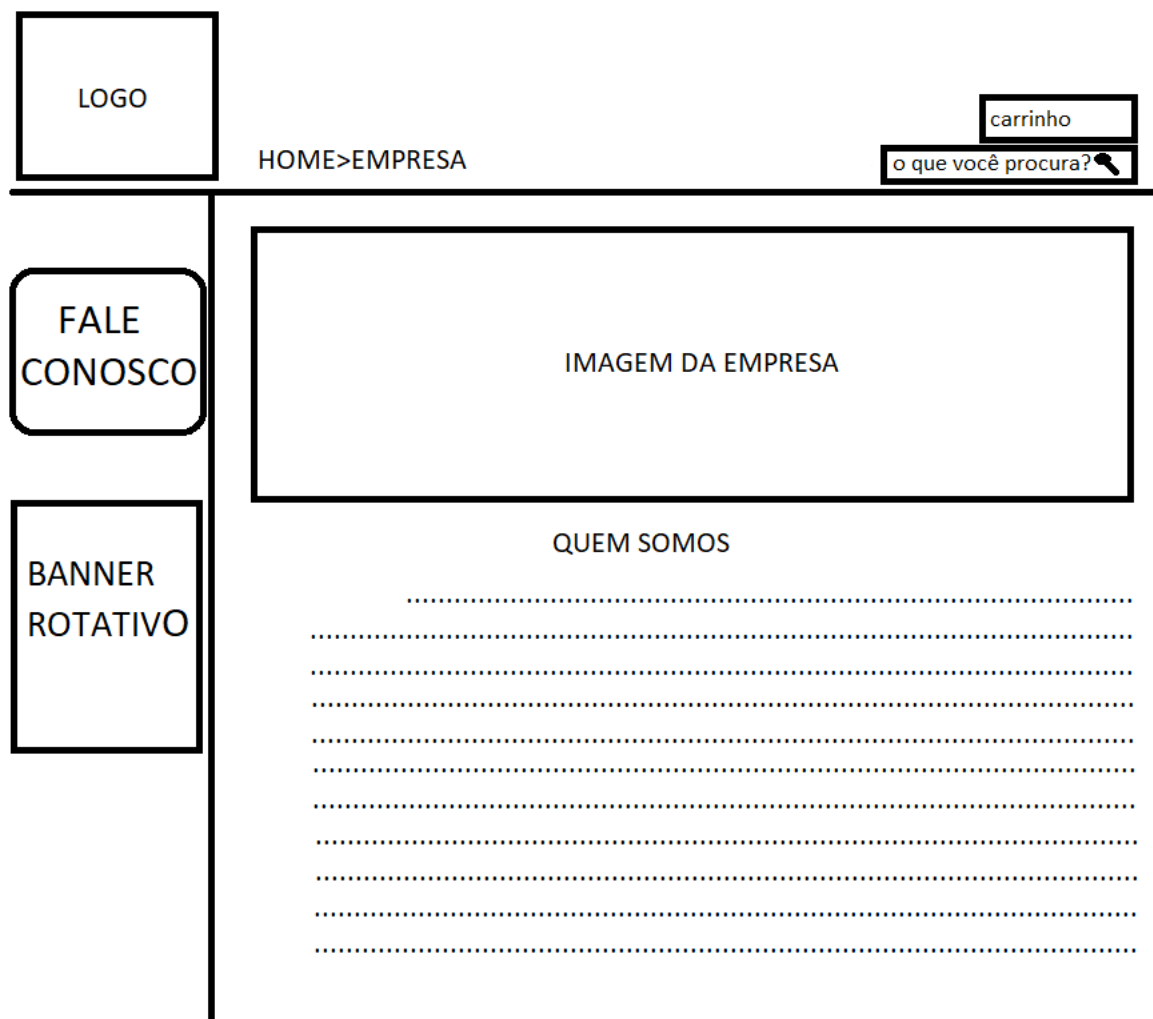 LOGO
carrinho
HOME>EMPRESA
o que você procura?
FALE
CONOSCO
IMAGEM DA EMPRESA
BANNER
ROTATIVO
QUEM SOMOS